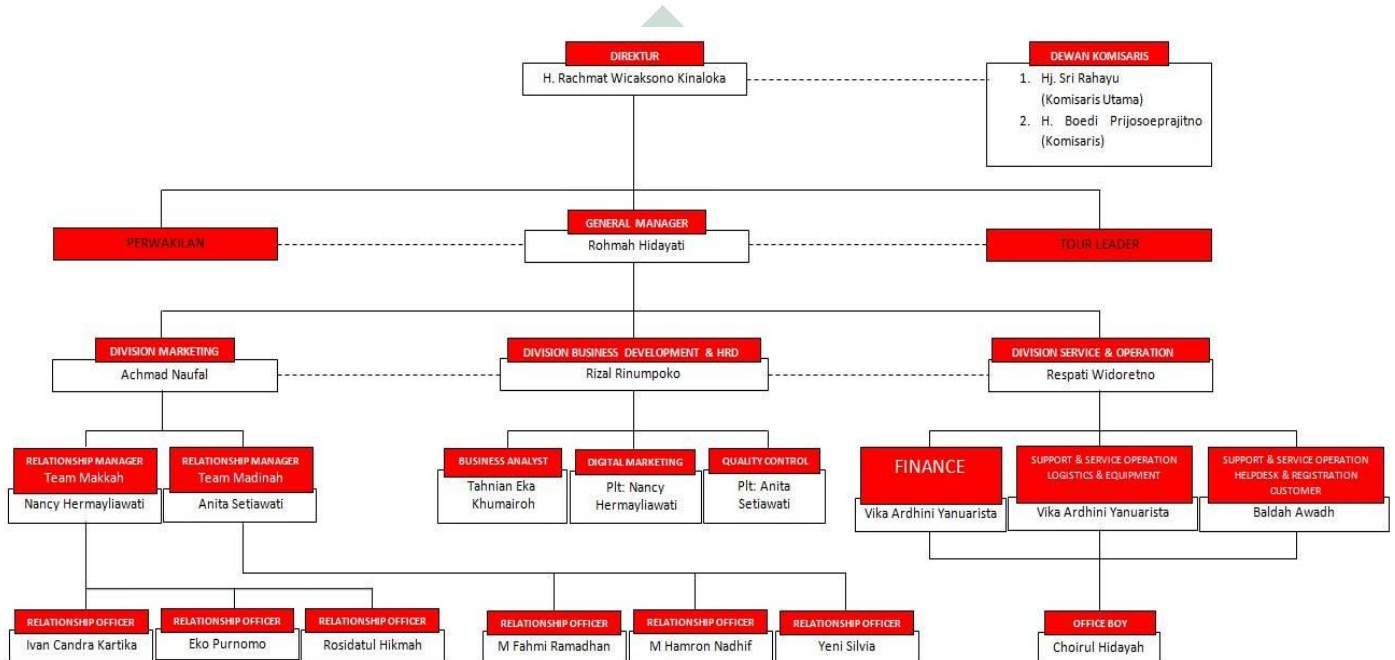 DIREKTUR
H. Rachmat Wicaksono Kinaloka
DEWAN KOMISARIS
1. Hj. Sri Rahayu
(Komisaris Utama)
2. H. Boedi Prijosoeprajitno
(Komisaris)
PERWAKILAN
GENERAL MANAGER
Rohmah Hidayati
TOUR LEADER
DIVISION MARKETING
Achmad Naufal
DIVISION BUSINESS DEVELOPMENT & HRD
Rizal Rinumpoko
DIVISION SERVICE & OPERATION
Respati Widoretno
RELATIONSHIP MANAGER
Team Makkah
Nancy Hermayliawati
RELATIONSHIP MANAGER
Team Madinah
Anita Setiawati
BUSINESS ANALYST
Tahnian Eka
Khumairoh
DIGITAL MARKETING
Plt: Nancy
Hermayliawati
QUALITY CONTROL
Plt: Anita
Setiawati
FINANCE
Vika Ardhini Yanuarista
SUPPORT & SERVICE OPERATION
LOGISTICS & EQUIPMENT
Vika Ardhini Yanuarista
SUPPORT & SERVICE OPERATION
HELPDESK & REGISTRATION
CUSTOMER
Baldah Awadh
RELATIONSHIP OFFICER
Ivan Candra Kartika
RELATIONSHIP OFFICER
Eko Purnomo
RELATIONSHIP OFFICER
Rosidatul Hikmah
RELATIONSHIP OFFICER
M Fahmi Ramadhan
RELATIONSHIP OFFICER
M Hamron Nadhif
RELATIONSHIP OFFICER
Yeni Silvia
OFFICE BOY
Choirul Hidayah